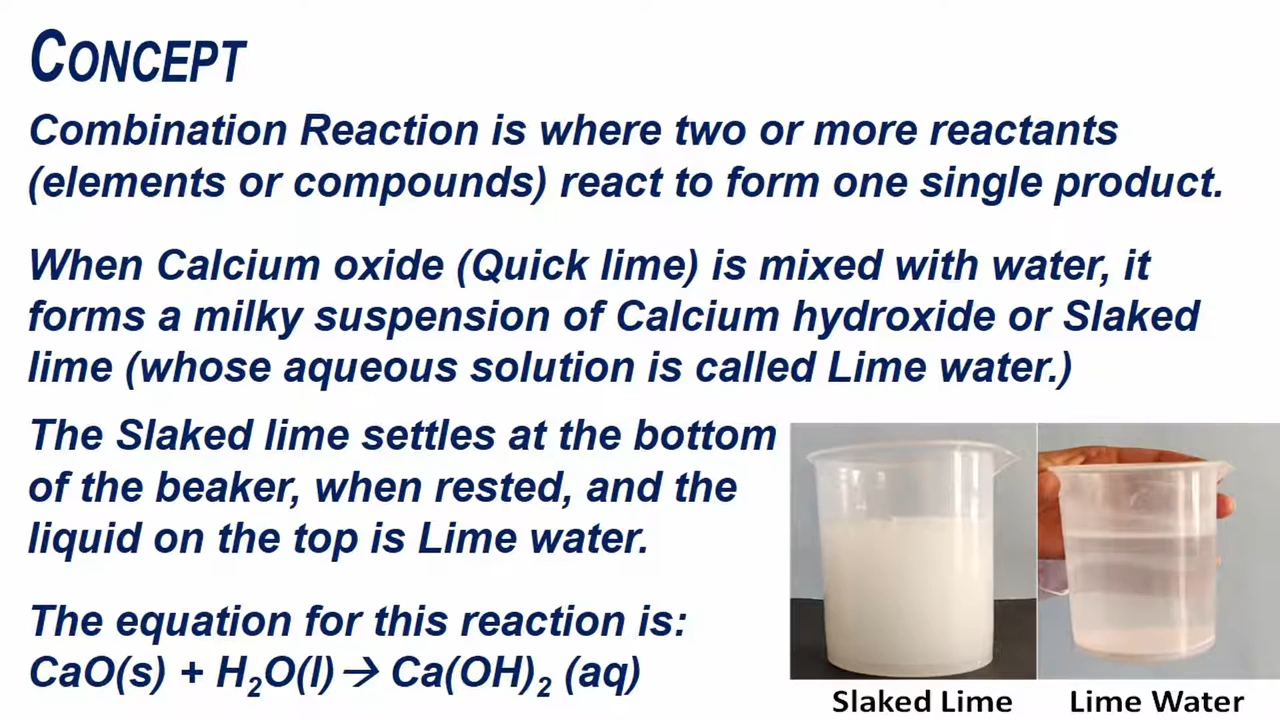 CONCEPT
Combination Reaction is where two or more reactants
(elements or compounds) react to form one single product.
When Calcium oxide (Quick lime) is mixed with water, it
forms a milky suspension of Calcium hydroxide or Slaked
lime (whose aqueous solution is called Lime water.)
The Slaked lime settles at the bottom
of the beaker, when rested, and the
liquid on the top is Lime water.
The equation for this reaction is:
CaO(s) + H₂O(l) → Ca(OH)₂ (aq)
Slaked Lime
Lime Water